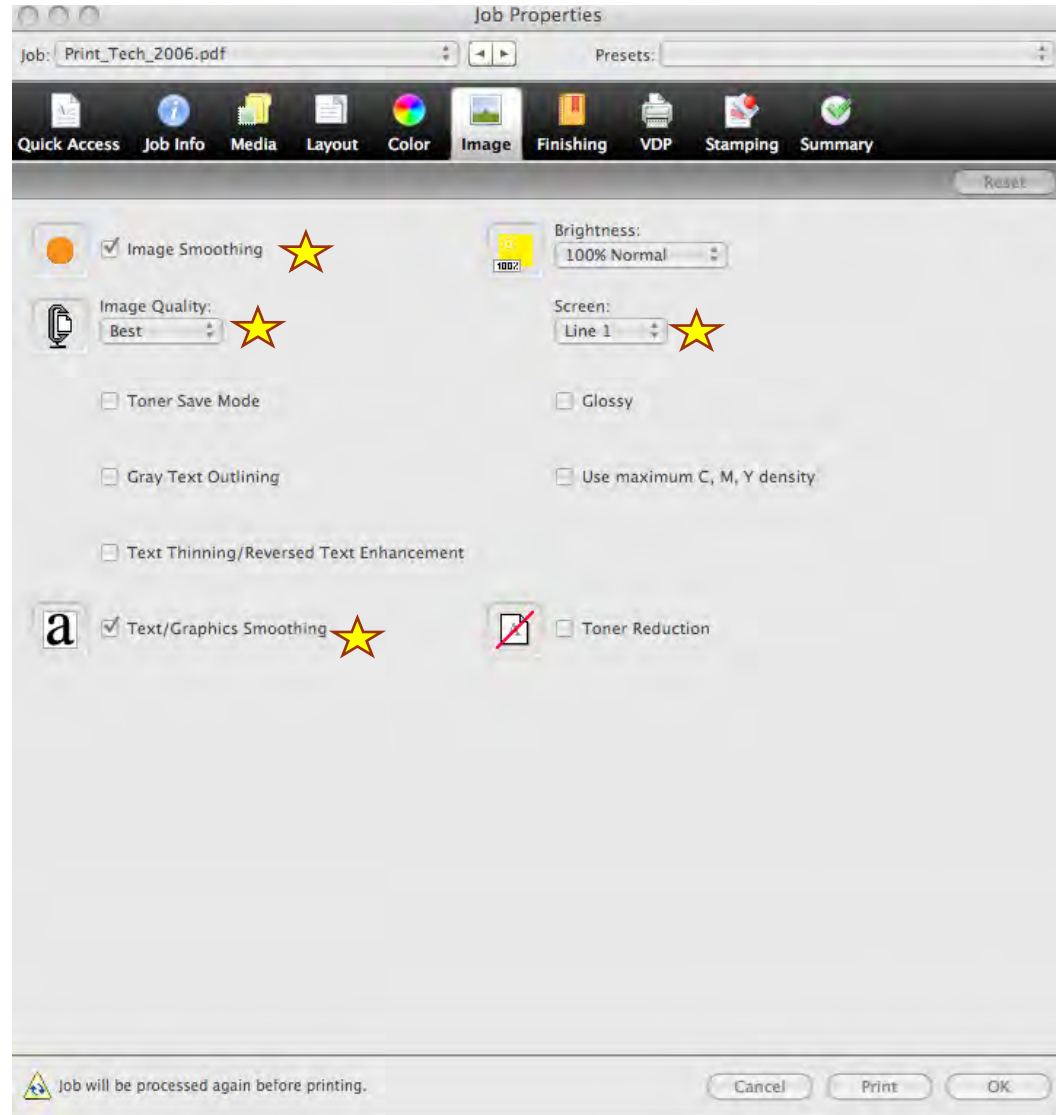 Job Properties
Job: Print_Tech_2006.pdf Presets:
Quick Access Job Info Media Layout Color Image Finishing VDP Stamping Summary
Reset
Image Smoothing
Brightness:
100% Normal
100%
Image Quality:
Best
Screen:
Line 1
Toner Save Mode
Glossy
Gray Text Outlining
Use maximum C, M, Y density
Text Thinning/Reversed Text Enhancement
a
Text/Graphics Smoothing
A
Toner Reduction
Job will be processed again before printing.
Cancel Print OK